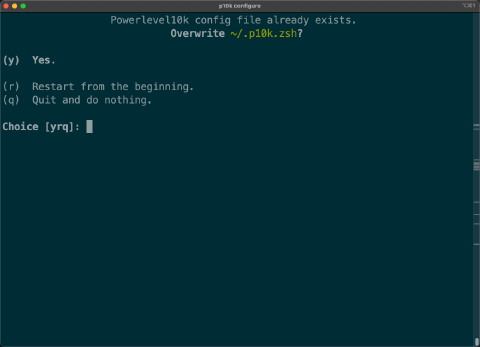 p10k configure
⌥⌘1
Powerlevel10k config file already exists.
Overwrite ~/.p10k.zsh?
(y)  Yes.
(r)  Restart from the beginning.
(q)  Quit and do nothing.
Choice [yrq]: